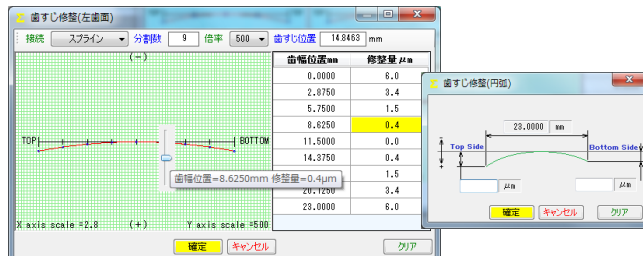 歯すじ修整(左歯面)
接続 スプライン 分割数 9 倍率 500 歯すじ位置 14.8463 mm
(-)
TOP
BOTTOM
X axis scale =2.8 (+) Y axis scale =500
歯幅位置mm 修整量μm
0.0000 6.0
2.8750 3.4
5.7500 1.5
8.6250 0.4
11.5000 0.0
14.3750 0.4
1.5
20.1250 3.4
23.0000 6.0
歯幅位置=8.6250mm 修整量=0.4μm
確定 キャンセル クリア
歯すじ修整(円弧)
23.0000 mm
Top Side
Bottom Side
μm
μm
確定 キャンセル クリア